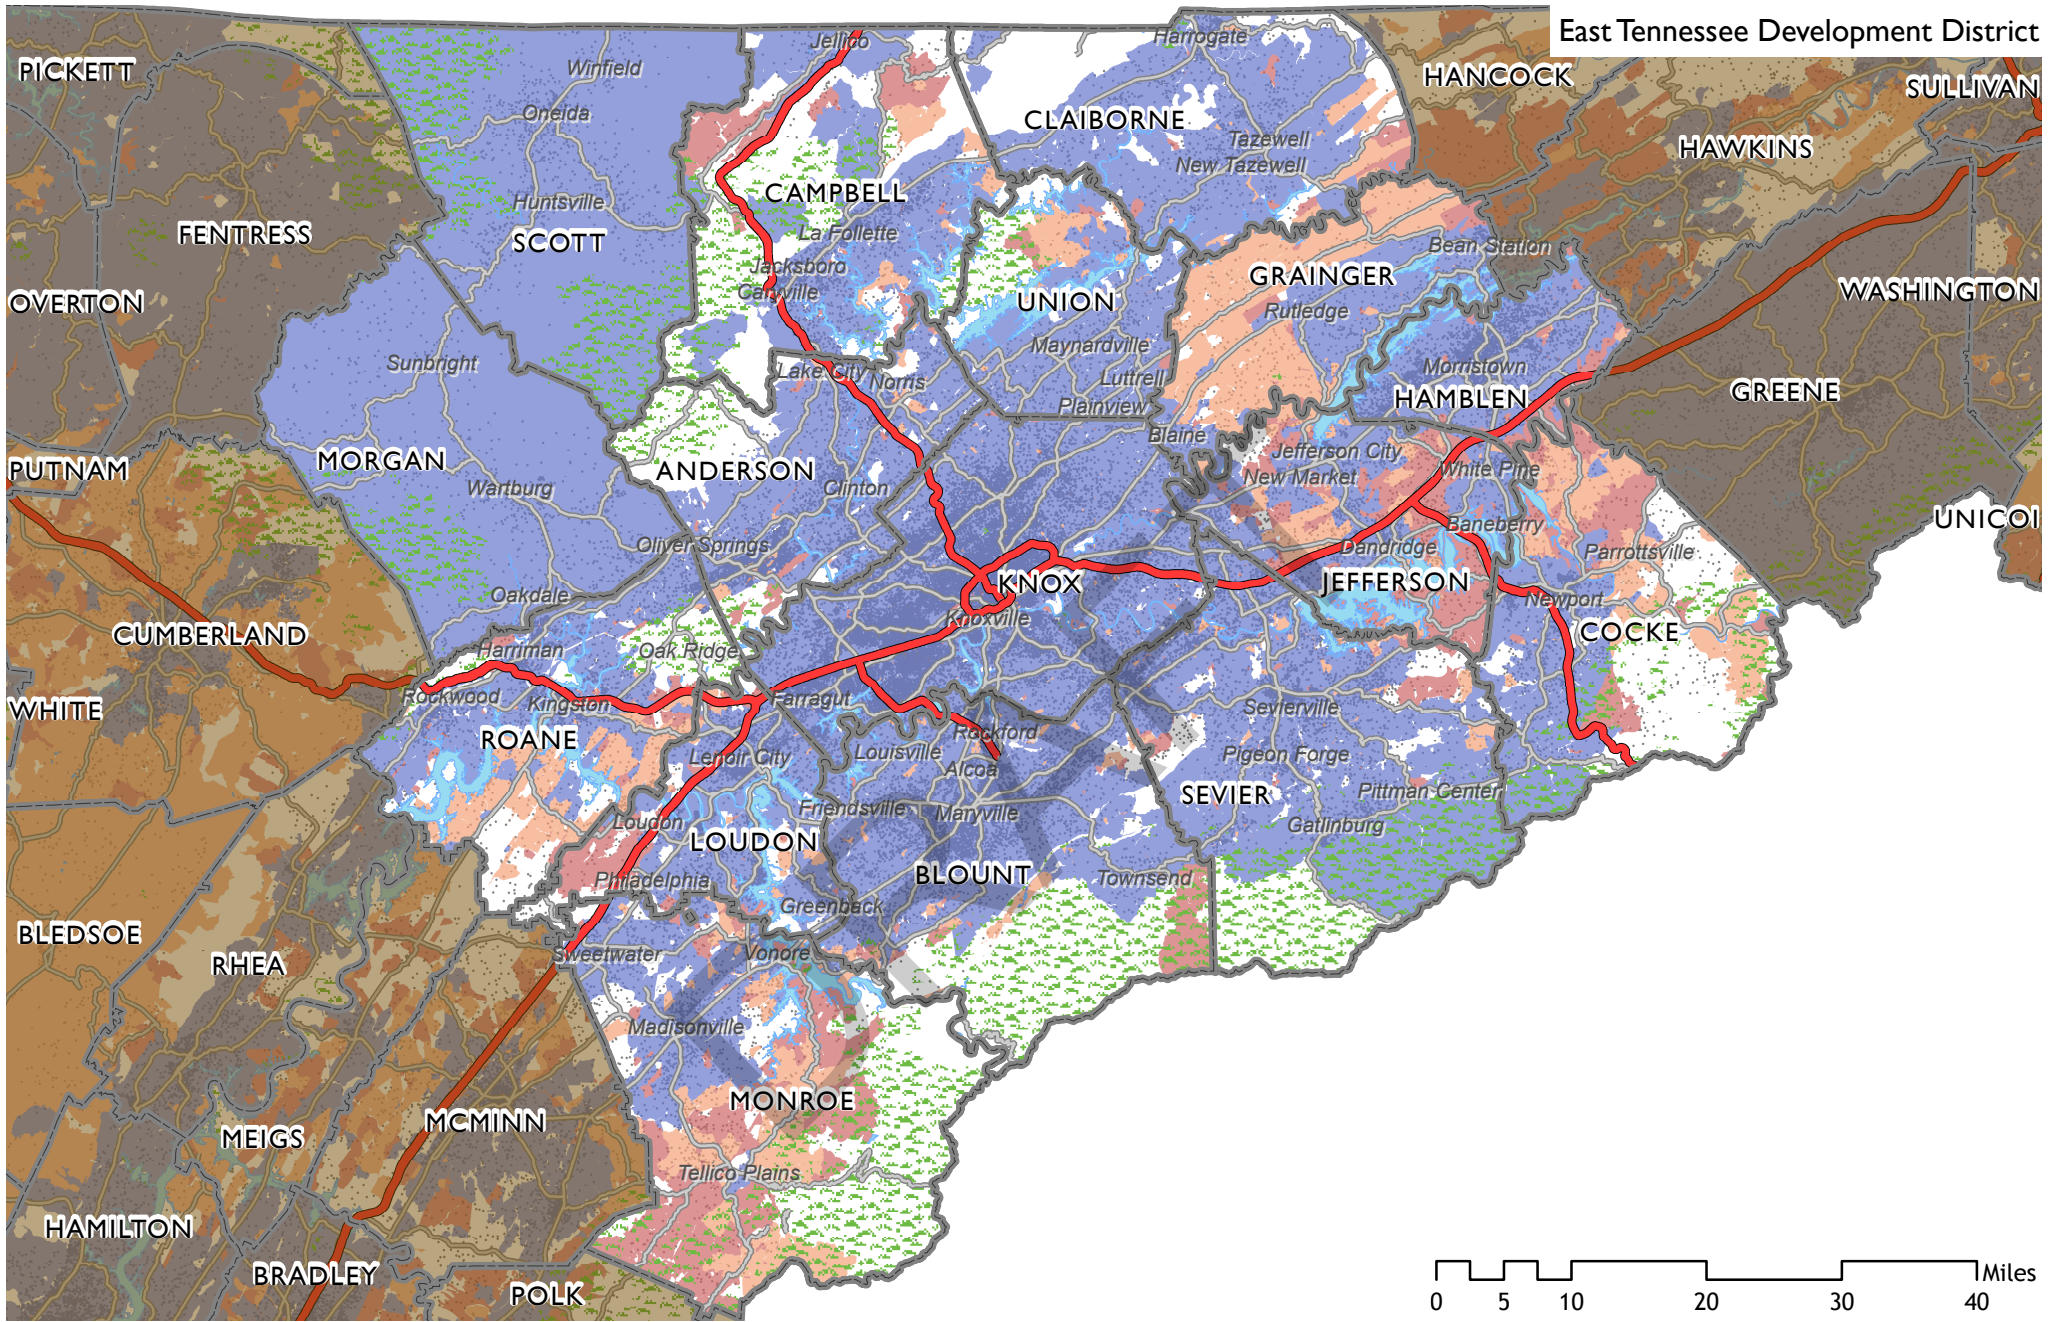 East Tennessee Development District
PICKETT
Jellico
Harrogate
HANCOCK
SULLIVAN
Winfield
Oneida
CLAIBORNE
Tazewell
New Tazewell
HAWKINS
CAMPBELL
Huntsville
SCOTT
FENTRESS
La Follette
Bean Station
Jacksboro
Caryville
GRAINGER
OVERTON
UNION
Rutledge
WASHINGTON
Sunbright
Maynardville
Lake City
Norris
Luttrell
Morristown
HAMBLEN
GREENE
Plainview
Blaine
Jefferson City
PUTNAM
MORGAN
ANDERSON
New Market
White Pine
Wartburg
Clinton
UNICOI
Baneberry
Oliver Springs
Dandridge
Parrottsville
KNOX
JEFFERSON
Oakdale
Newport
Knoxville
CUMBERLAND
COCKE
Harriman
Oak Ridge
Rockwood
Kingston
Farragut
WHITE
Sevierville
ROANE
Rockford
Lenoir City
Louisville
Alcoa
Pigeon Forge
SEVIER
Pittman Center
Friendsville
Maryville
Loudon
Gatlinburg
LOUDON
BLOUNT
Philadelphia
Townsend
Greenback
BLEDSOE
RHEA
Sweetwater
Vonore
Madisonville
MONROE
MCMINN
MEIGS
Tellico Plains
HAMILTON
BRADLEY
POLK
DRAFT
Miles
0 5 10 20 30 40